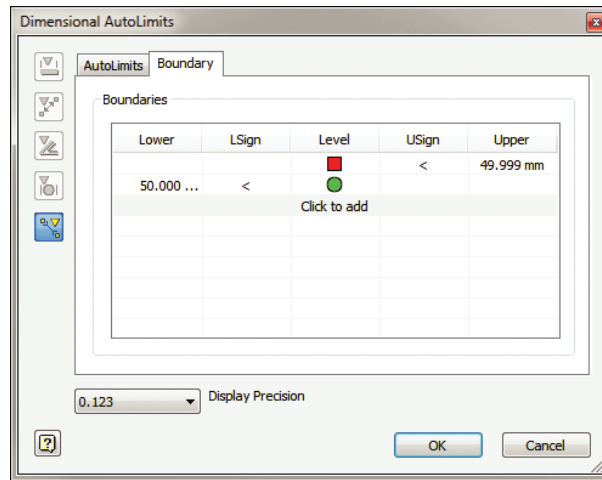 Dimensional AutoLimits
AutoLimits Boundary
Boundaries
Lower LSign Level USign Upper
< 49.999 mm
50.000 ... <
Click to add
0.123 Display Precision
OK Cancel